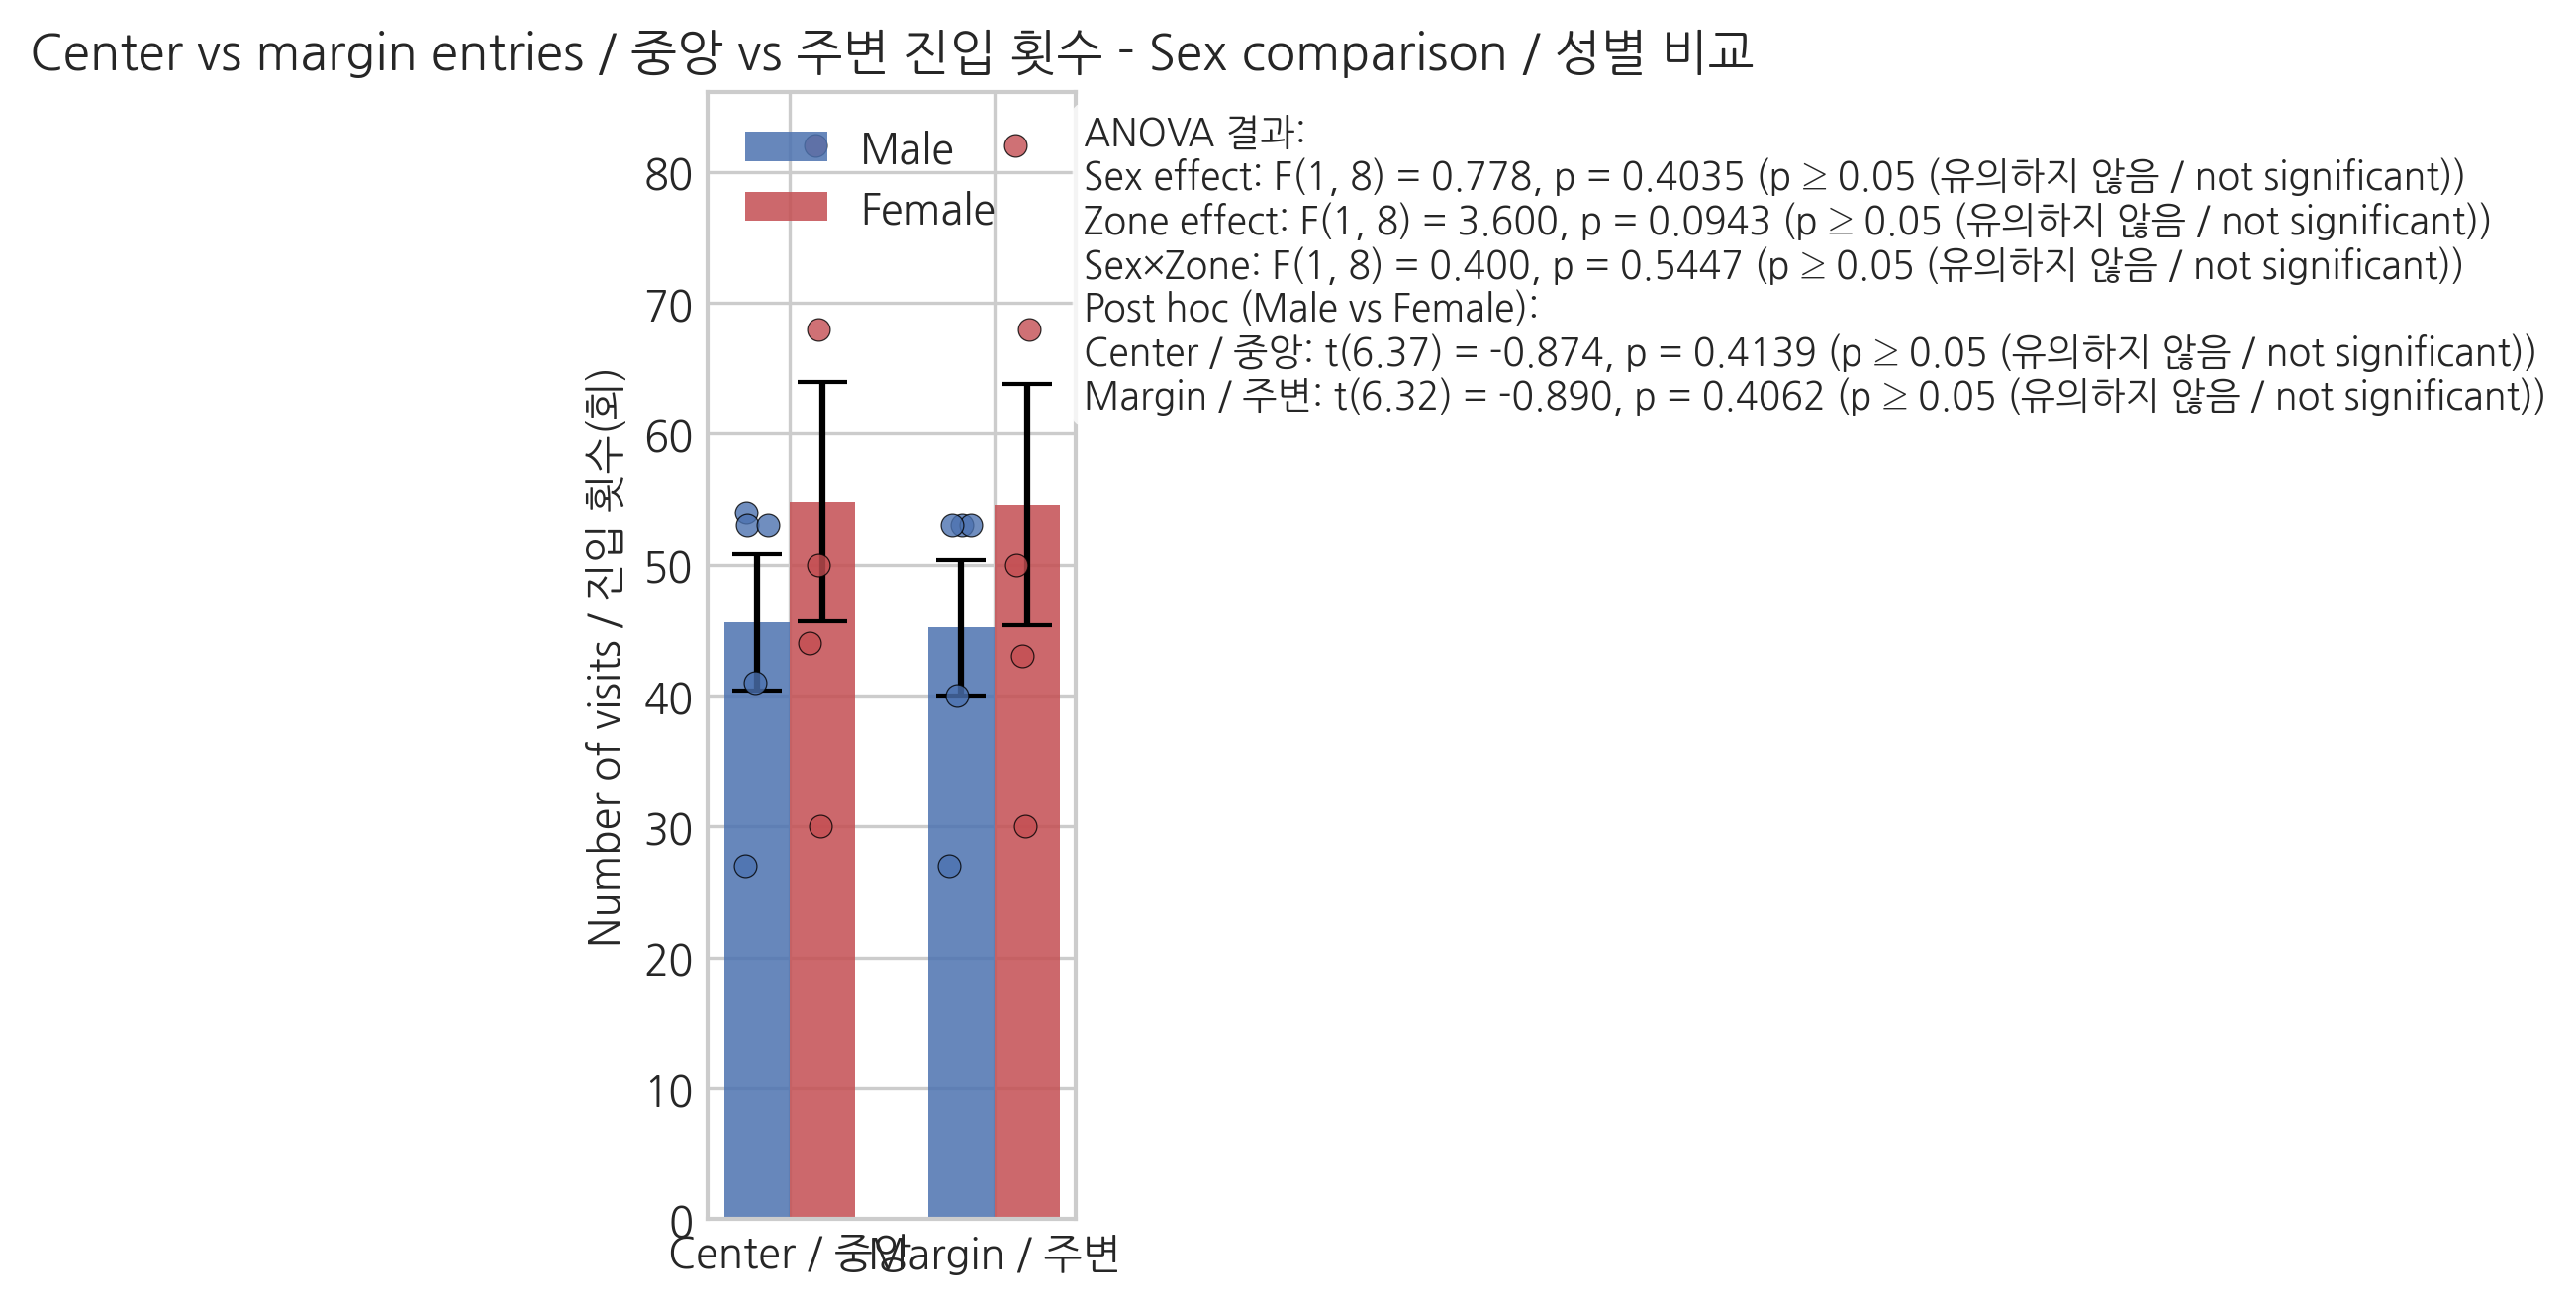 Center vs margin entries / 중앙 vs 주변 진입 횟수 - Sex comparison / 성별 비교
Number of visits / 진입 횟수(회)
80
70
60
50
40
30
20
10
0
Male
Female
Center / 중앙
Margin / 주변
ANOVA 결과:
Sex effect: F(1, 8) = 0.778, p = 0.4035 (p ≥ 0.05 (유의하지 않음 / not significant))
Zone effect: F(1, 8) = 3.600, p = 0.0943 (p ≥ 0.05 (유의하지 않음 / not significant))
Sex×Zone: F(1, 8) = 0.400, p = 0.5447 (p ≥ 0.05 (유의하지 않음 / not significant))
Post hoc (Male vs Female):
Center / 중앙: t(6.37) = -0.874, p = 0.4139 (p ≥ 0.05 (유의하지 않음 / not significant))
Margin / 주변: t(6.32) = -0.890, p = 0.4062 (p ≥ 0.05 (유의하지 않음 / not significant))